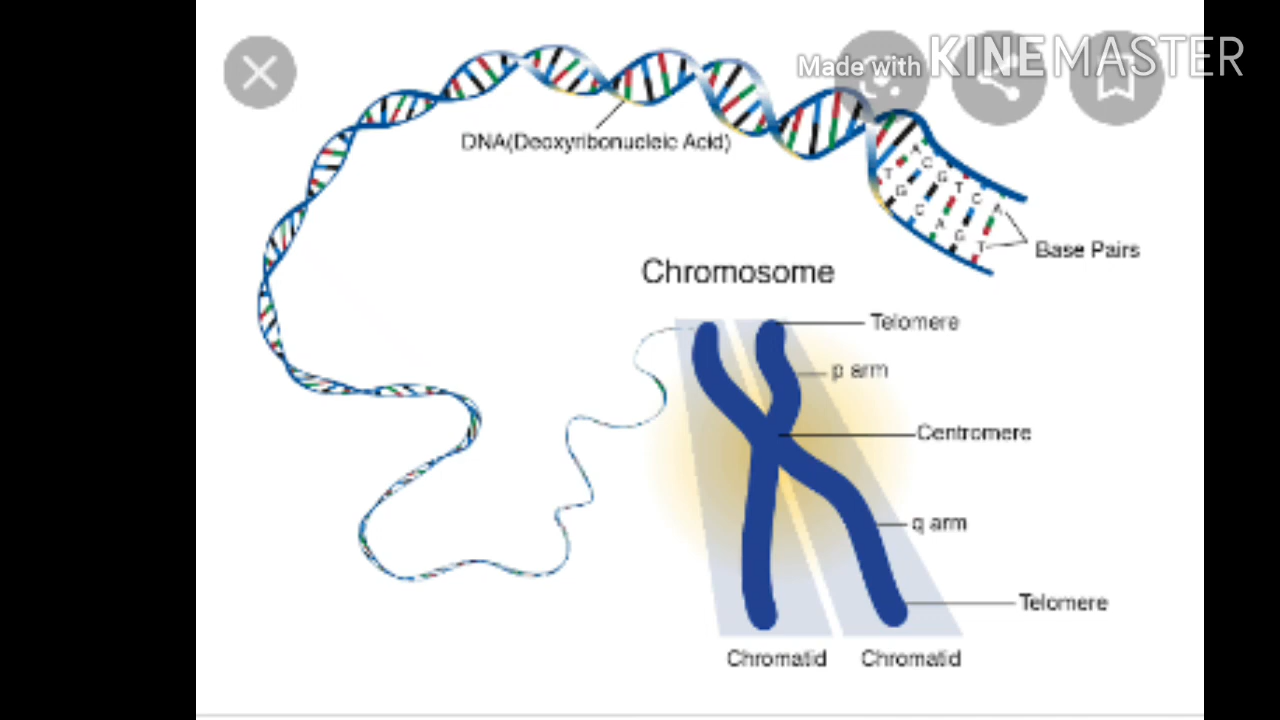 Made with KINEMASTER
DNA(Deoxyribonucleic Acid)
A C G T C A
T G C A G T
Base Pairs
Chromosome
Telomere
p arm
Centromere
q arm
Telomere
Chromatid Chromatid